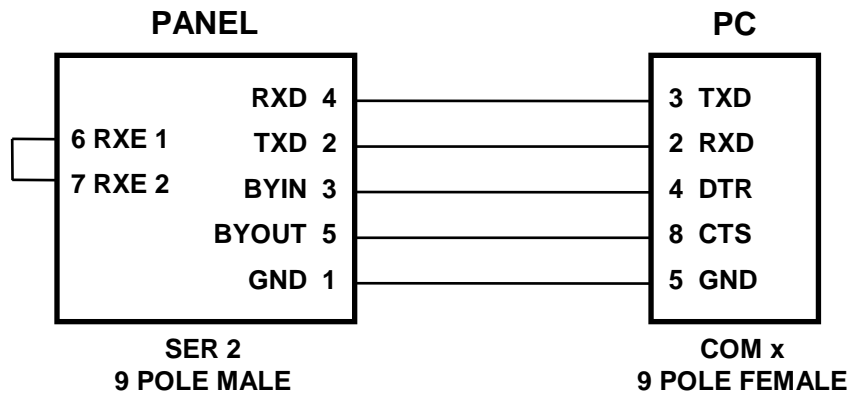 PANEL PC
RXD 4 3 TXD
6 RXE 1 TXD 2 2 RXD
7 RXE 2 BYIN 3 4 DTR
BYOUT 5 8 CTS
GND 1 5 GND
SER 2 COM x
9 POLE MALE 9 POLE FEMALE